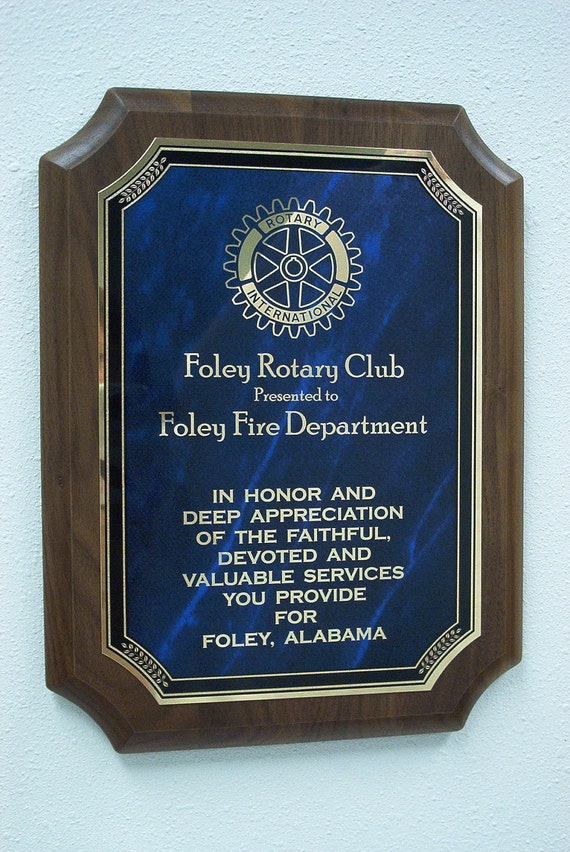 ROTARY
INTERNATIONAL
Foley Rotary Club
Presented to
Foley Fire Department
IN HONOR AND
DEEP APPRECIATION
OF THE FAITHFUL,
DEVOTED AND
VALUABLE SERVICES
YOU PROVIDE
FOR
FOLEY, ALABAMA